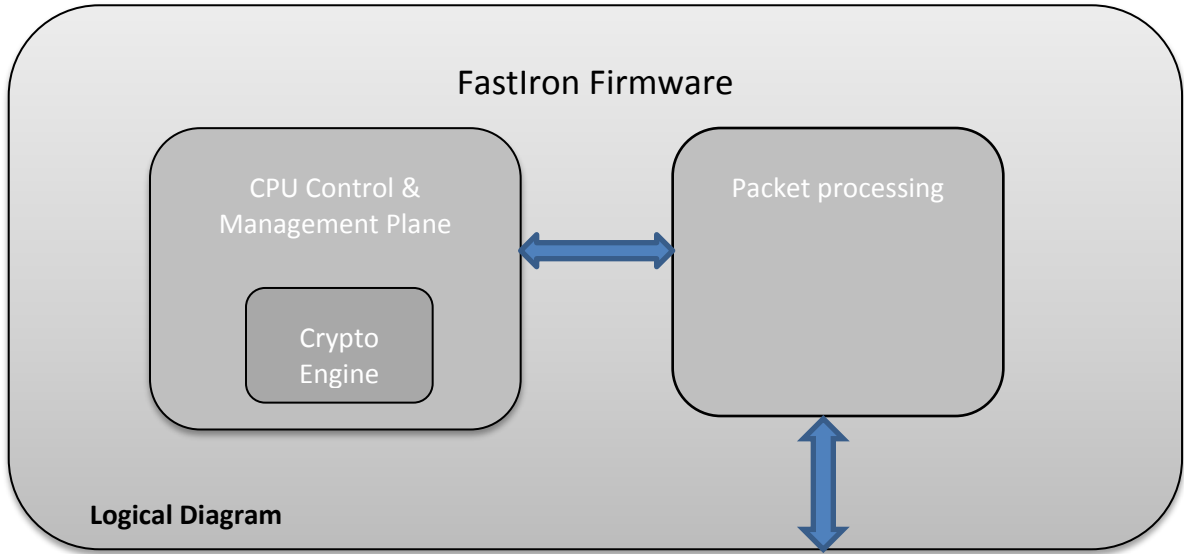 FastIron Firmware
CPU Control &
Management Plane
Crypto
Engine
Packet processing
Logical Diagram